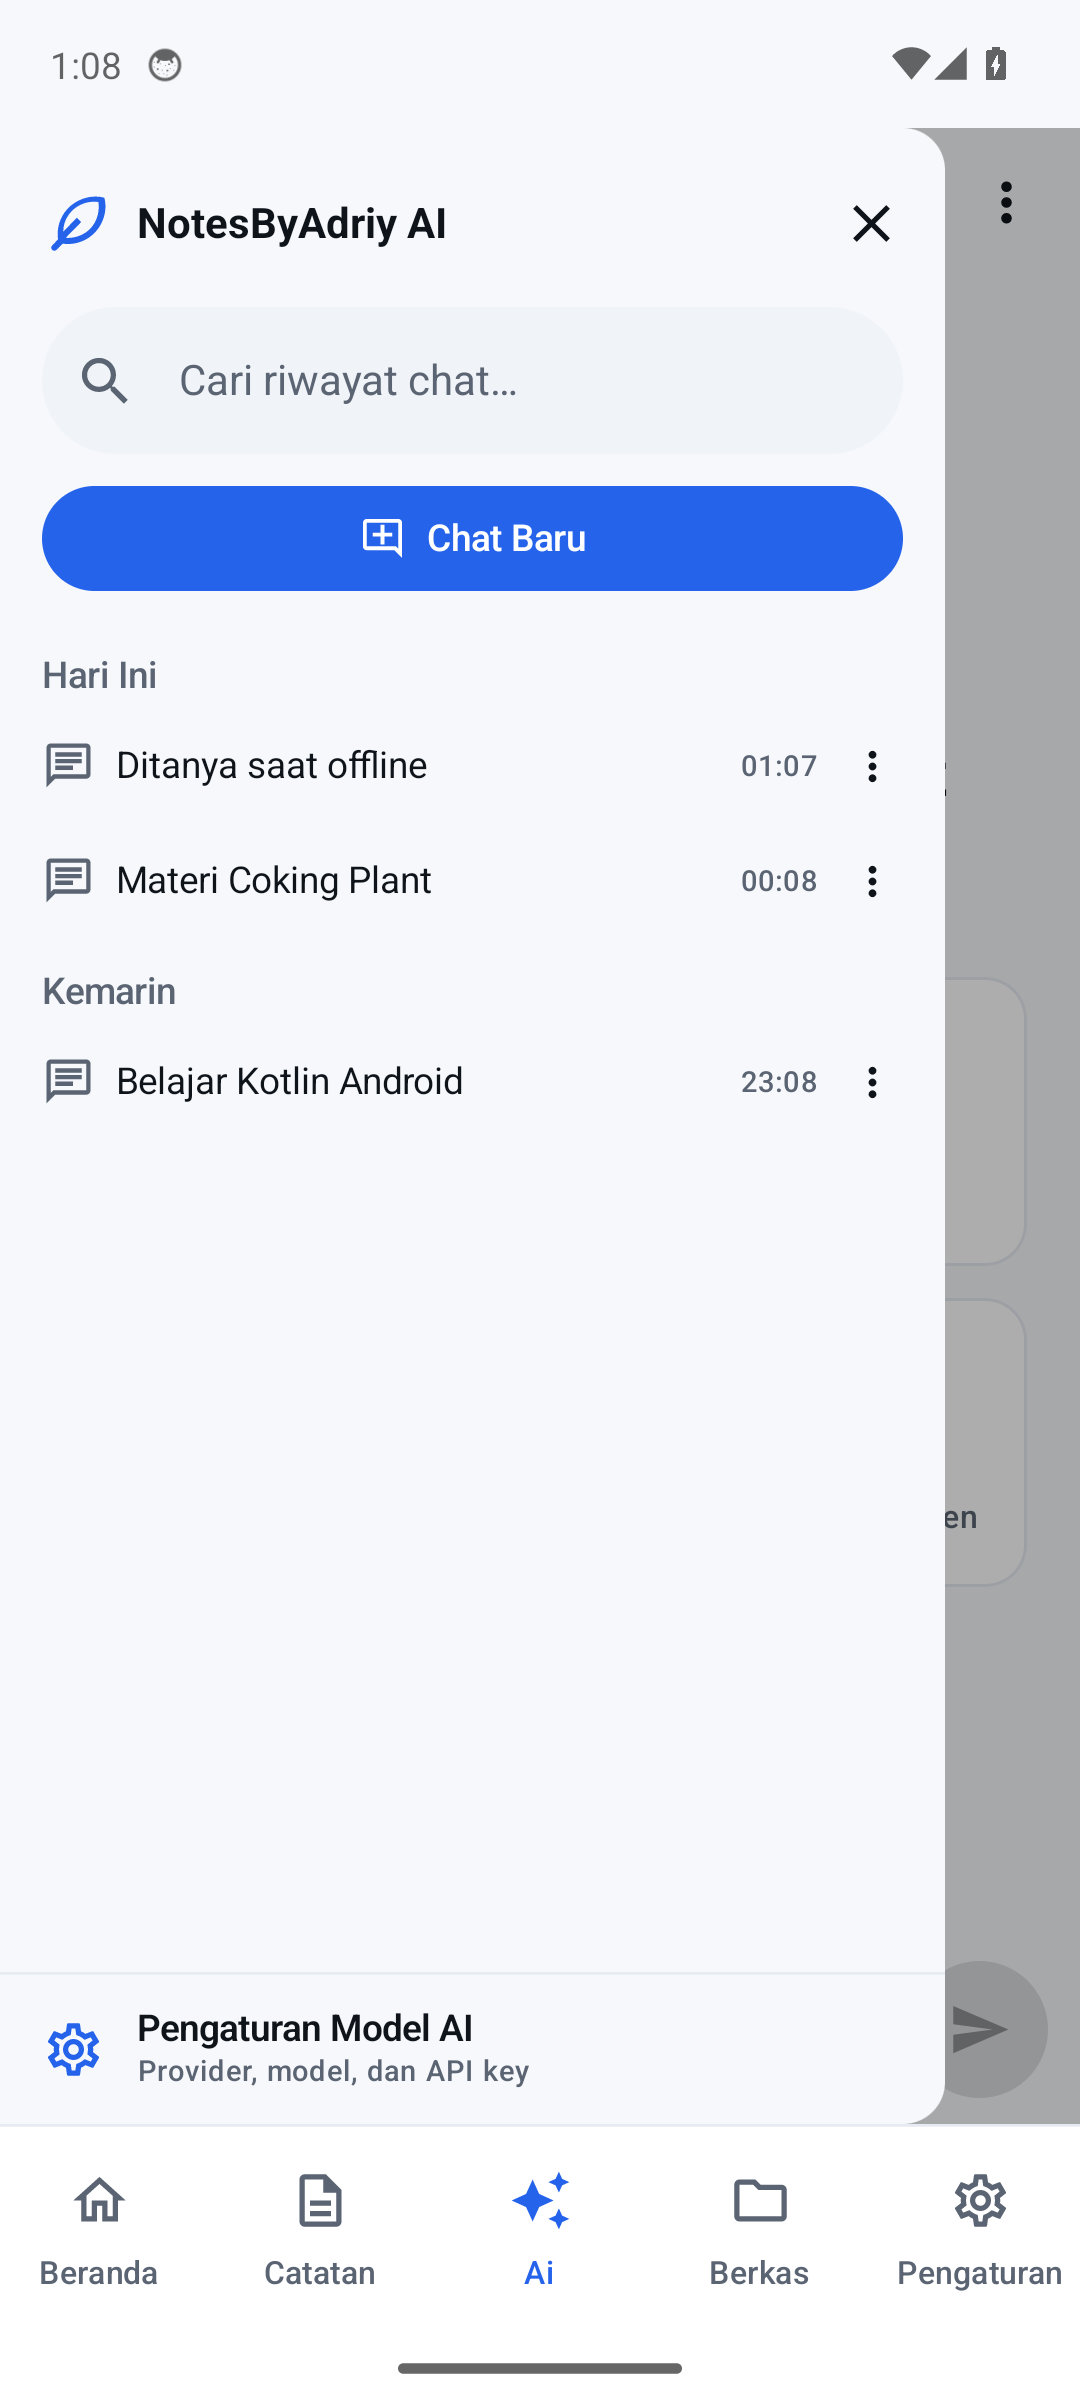 1:08
NotesByAdriy AI
Cari riwayat chat...
Chat Baru
Hari Ini
Ditanya saat offline 01:07
Materi Coking Plant 00:08
Kemarin
Belajar Kotlin Android 23:08
en
Pengaturan Model AI
Provider, model, dan API key
Beranda Catatan Ai Berkas Pengaturan